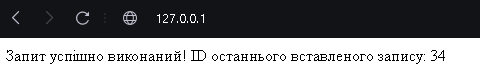 127.0.0.1
Запит успішно виконаний! ID останнього вставленого запису: 34